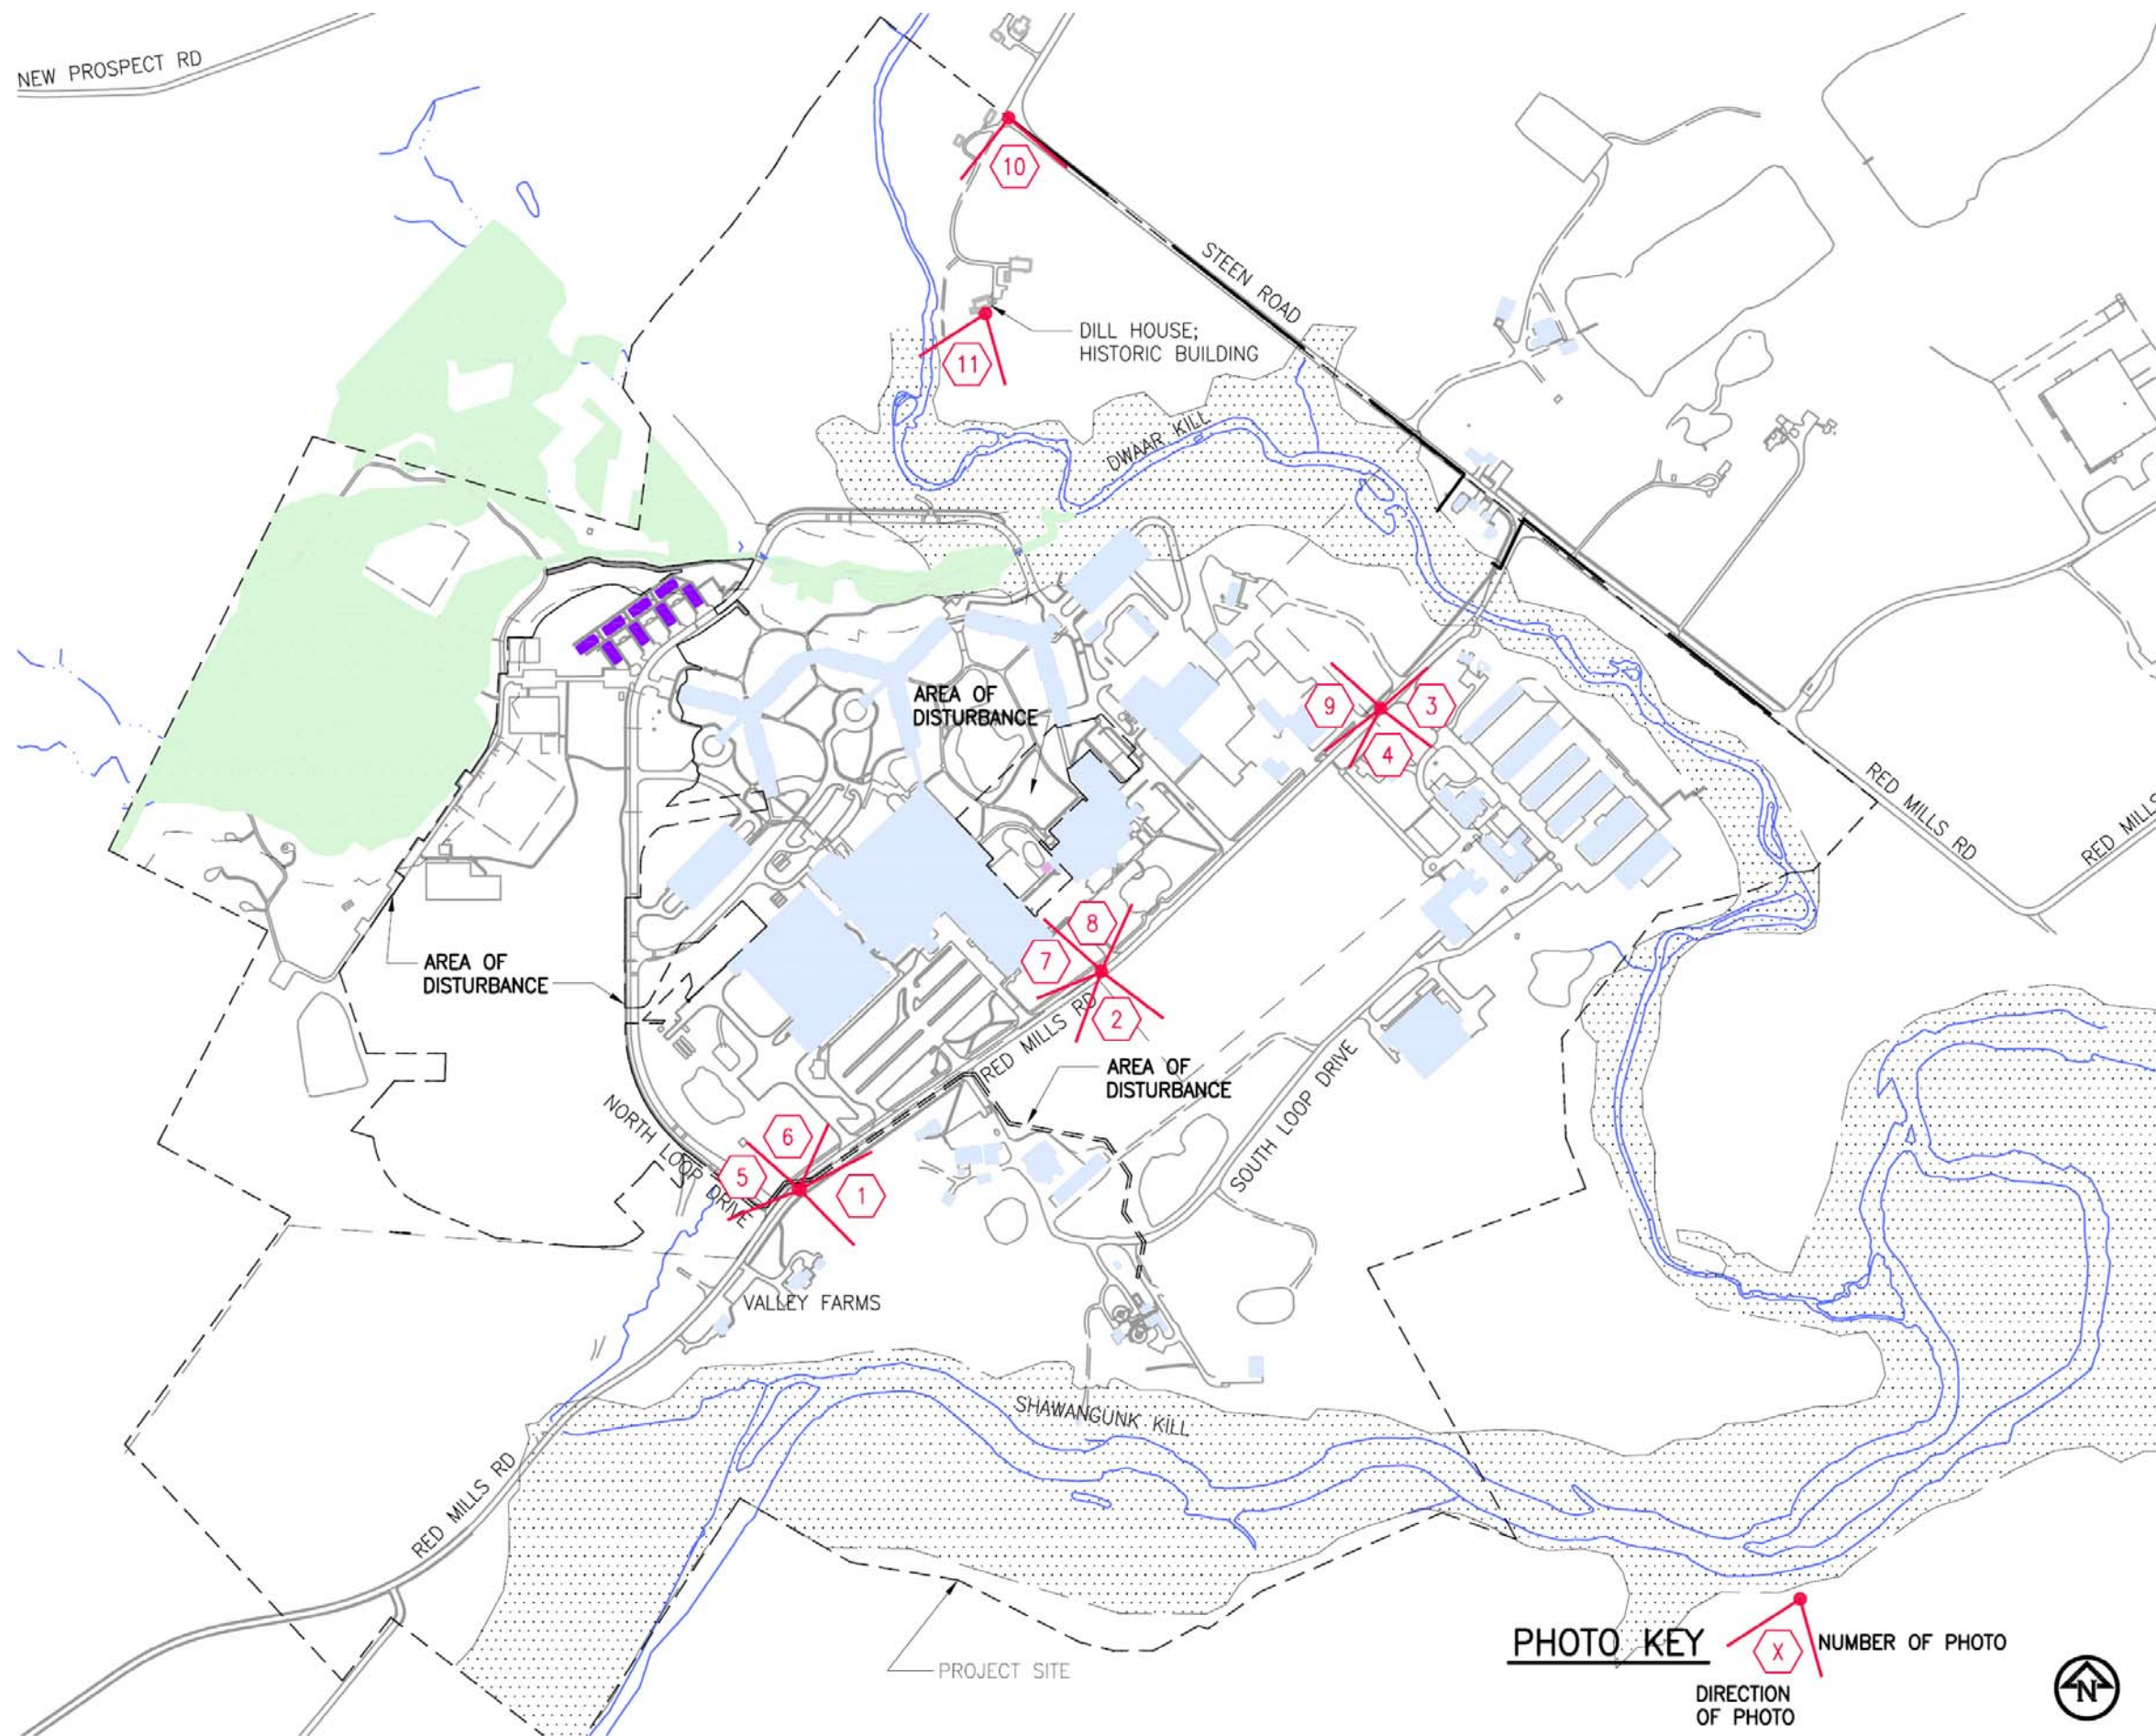 NEW PROSPECT RD
10
STEEN ROAD
DILL HOUSE;
HISTORIC BUILDING
11
DWAAR KILL
AREA OF
DISTURBANCE
9
3
4
RED MILLS RD
RED MILLS
8
7
2
RED MILLS RD
AREA OF
DISTURBANCE
AREA OF
DISTURBANCE
SOUTH LOOP DRIVE
NORTH LOOP DRIVE
6
5
1
VALLEY FARMS
SHAWANGUNK KILL
RED MILLS RD
PROJECT SITE
PHOTO KEY
X
NUMBER OF PHOTO
DIRECTION
OF PHOTO
N